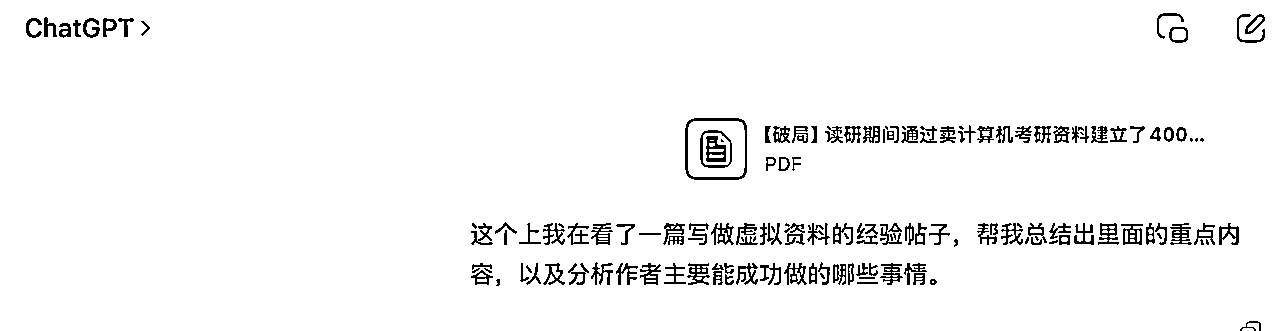 ChatGPT >
【破局】读研期间通过卖计算机考研资料建立了400...
PDF
这个上我在看了一篇写做虚拟资料的经验帖子，帮我总结出里面的重点内
容，以及分析作者主要能成功做的哪些事情。